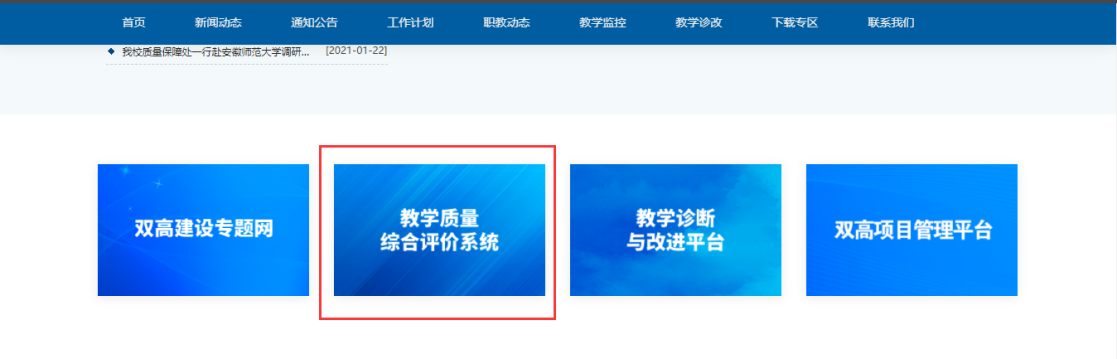 首页 新闻动态 通知公告 工作计划 职教动态 教学监控 教学诊改 下载专区 联系我们
◆ 我校质量保障处一行赴安徽师范大学调研... [2021-01-22]
双高建设专题网
教学质量
综合评价系统
教学诊断
与改进平台
双高项目管理平台